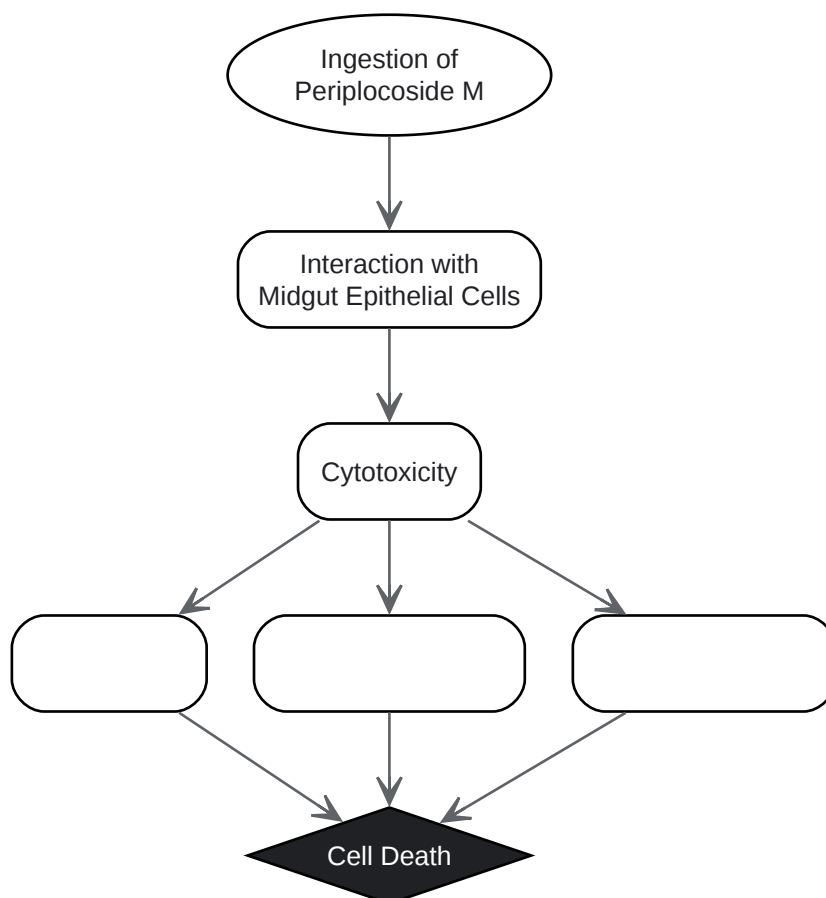 Ingestion of
Periplocoside M
Interaction with
Midgut Epithelial Cells
Cytotoxicity
Cell Death